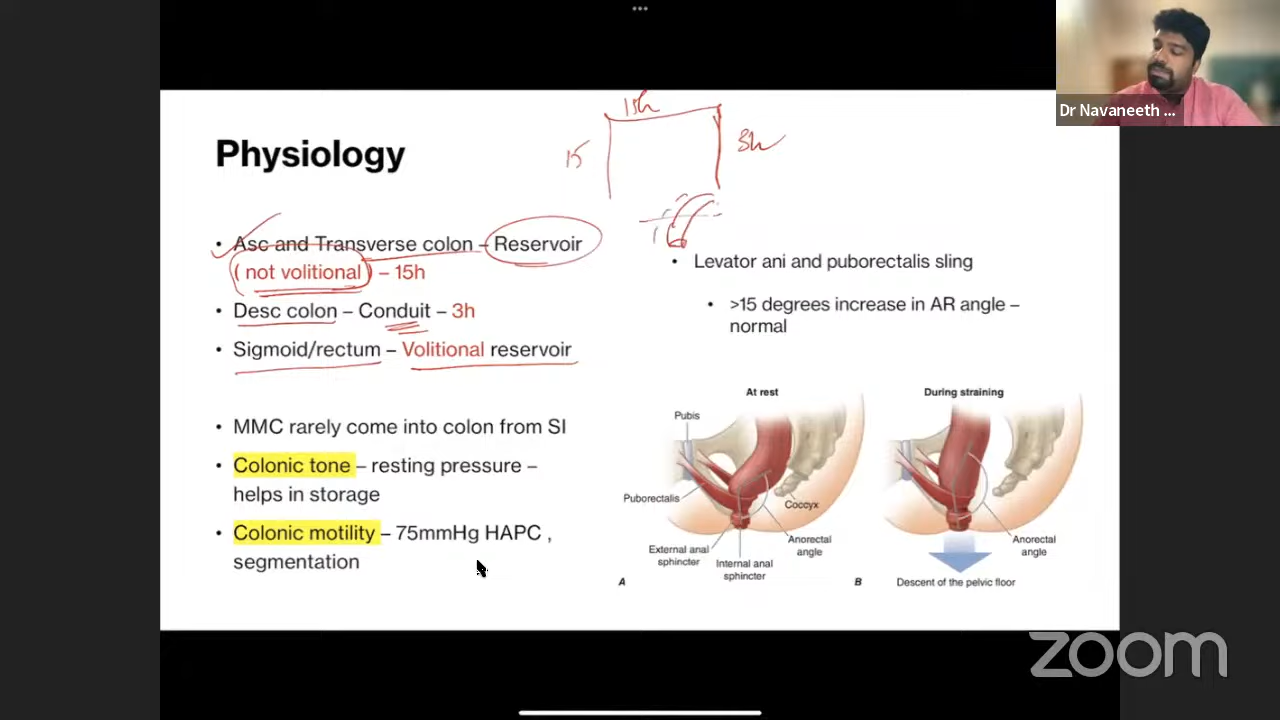 Dr Navaneeth ...
15h
15
3h
Physiology
• Asc and Transverse colon – Reservoir
( not volitional ) – 15h
• Desc colon – Conduit – 3h
• Sigmoid/rectum – Volitional reservoir
• MMC rarely come into colon from SI
• Colonic tone – resting pressure –
helps in storage
• Colonic motility – 75mmHg HAPC ,
segmentation
• Levator ani and puborectalis sling
• >15 degrees increase in AR angle –
normal
At rest
Pubis
Puborectalis
Coccyx
External anal
sphincter
Internal anal
sphincter
Anorectal
angle
A
During straining
Anorectal
angle
B
Descent of the pelvic floor
zoom